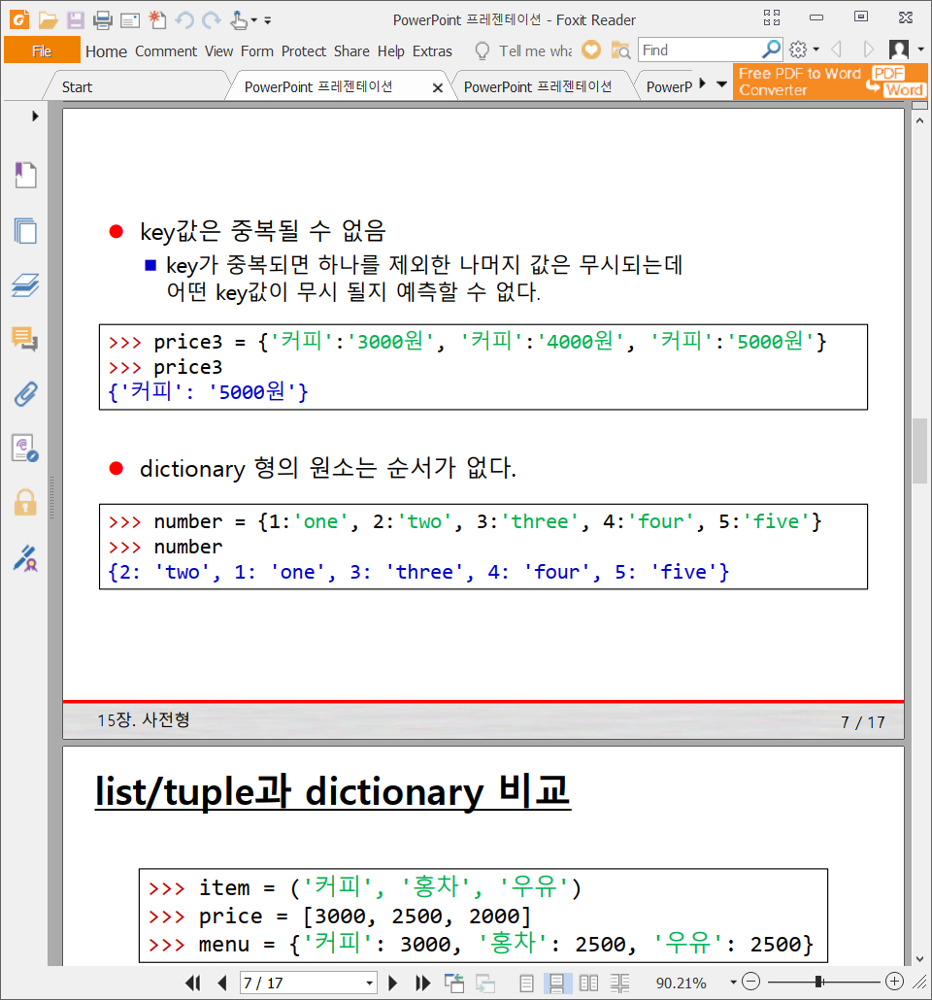 PowerPoint 프레젠테이션 - Foxit Reader
File Home Comment View Form Protect Share Help Extras Tell me wha Find
Start PowerPoint 프레젠테이션 PowerPoint 프레젠테이션 PowerP
Free PDF to Word
Converter
PDF
Word
key값은 중복될 수 없음
key가 중복되면 하나를 제외한 나머지 값은 무시되는데
어떤 key값이 무시 될지 예측할 수 없다.
>>> price3 = {'커피':'3000원', '커피':'4000원', '커피':'5000원'}
>>> price3
{'커피': '5000원'}
dictionary 형의 원소는 순서가 없다.
>>> number = {1:'one', 2:'two', 3:'three', 4:'four', 5:'five'}
>>> number
{2: 'two', 1: 'one', 3: 'three', 4: 'four', 5: 'five'}
15장. 사전형
7 / 17
list/tuple과 dictionary 비교
>>> item = ('커피', '홍차', '우유')
>>> price = [3000, 2500, 2000]
>>> menu = {'커피': 3000, '홍차': 2500, '우유': 2500}
7 / 17
90.21%